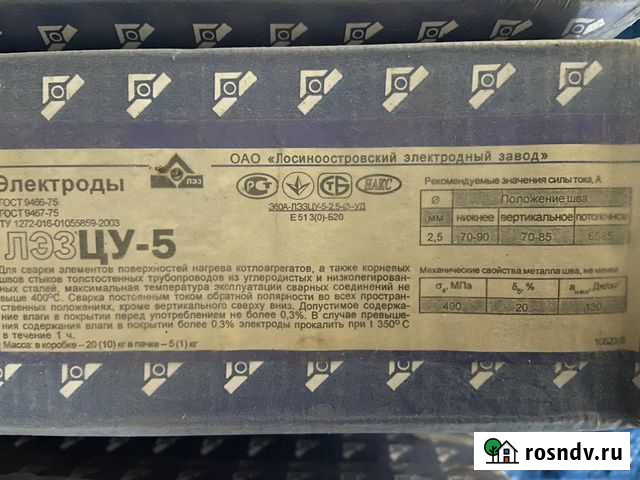 ОАО «Лосиноостровский электродный завод»
Электроды
ГОСТ 9466-75
ГОСТ 9467-75
ТУ 1272-016-01055859-2003
ЛЭЗ
РСТ
НАКС
Э50А-ЛЭЗЦУ-5-2,5-Ø-УД
Е 513(0)-Б20
ЛЭЗЦУ-5
Для сварки элементов поверхностей нагрева котлоагрегатов, а также корневых
швов стыков толстостенных трубопроводов из углеродистых и низколегирован-
ных сталей, максимальная температура эксплуатации сварных соединений не
выше 400°С. Сварка постоянным током обратной полярности во всех простран-
ственных положениях, кроме вертикального сверху вниз. Допустимое содержа-
ние влаги в покрытии перед употреблением не более 0,3%. В случае превыше-
ния содержания влаги в покрытии более 0.3% электроды прокалить при t 350°С
в течение 1 ч.
Масса: в коробке – 20 (10) кг в пачке – 5 (1) кг
Рекомендуемые значения силы тока, А
Ø Положение шва
мм нижнее вертикальное потолочное
2,5 70-90 70-85
Механические свойства металла шва, не менее
МПа %
490 20 130
rosndv.ru